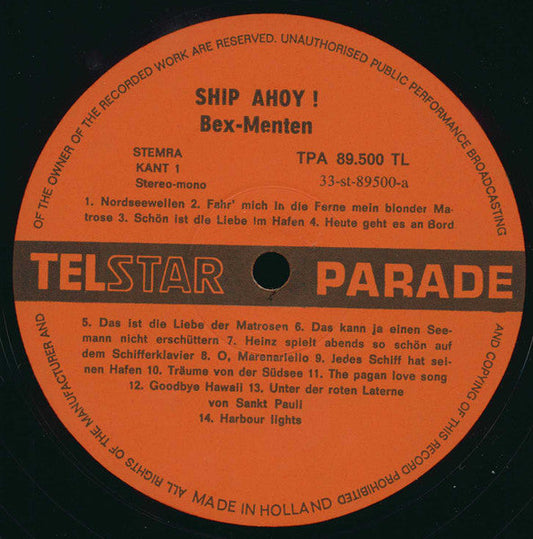 OF THE OWNER OF THE RECORDED WORK ARE RESERVED. UNAUTHORISED PUBLIC PERFORMANCE BROADCASTING
SHIP AHOY !
Bex-Menten
STEMRA
KANT 1
Stereo-mono
TPA 89.500 TL
33-st-89500-a
1. Nordseewellen 2. Fahr' mich in die Ferne mein blonder Ma-
trose 3. Schön ist die Liebe im Hafen 4. Heute geht es an Bord
TELSTAR PARADE
5. Das ist die Liebe der Matrosen 6. Das kann ja einen See-
mann nicht erschüttern 7. Heinz spielt abends so schön auf
dem Schifferklavier 8. O, Marenariello 9. Jedes Schiff hat sei-
nen Hafen 10. Träume von der Südsee 11. The pagan love song
12. Goodbye Hawaii 13. Unter der roten Laterne
von Sankt Pauli
14. Harbour lights
AND COPYING OF THIS RECORD PROHIBITED
MADE IN HOLLAND
ALL RIGHTS OF THE MANUFACTURER AND